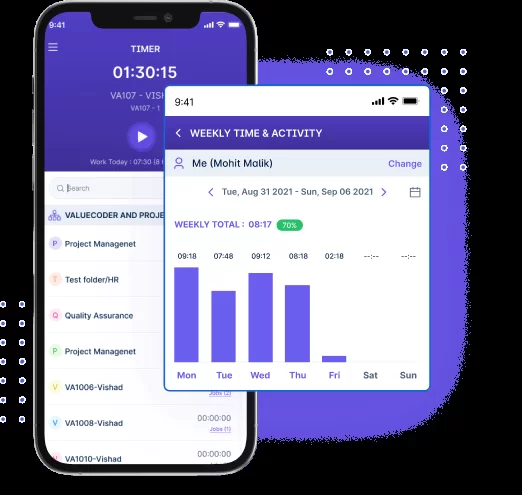 9:41
TIMER
01:30:15
VA107 - VISH
VA107 - 1
Work Today : 07:30 (8 h
Search
VALUECODER AND PROJE
P Project Managenet
T Test folder/HR
Q Quality Assurance
P Project Managenet
V VA1006-Vishad
Jobs (2)
V VA1008-Vishad 00:00:00
Jobs (1)
VA1010-Vishad 00:00:00
9:41
WEEKLY TIME & ACTIVITY
Me (Mohit Malik) Change
Tue, Aug 31 2021 - Sun, Sep 06 2021
WEEKLY TOTAL : 08:17 70%
09:18 07:48 09:12 08:18 02:18 --:-- --:--
Mon Tue Wed Thu Fri Sat Sun